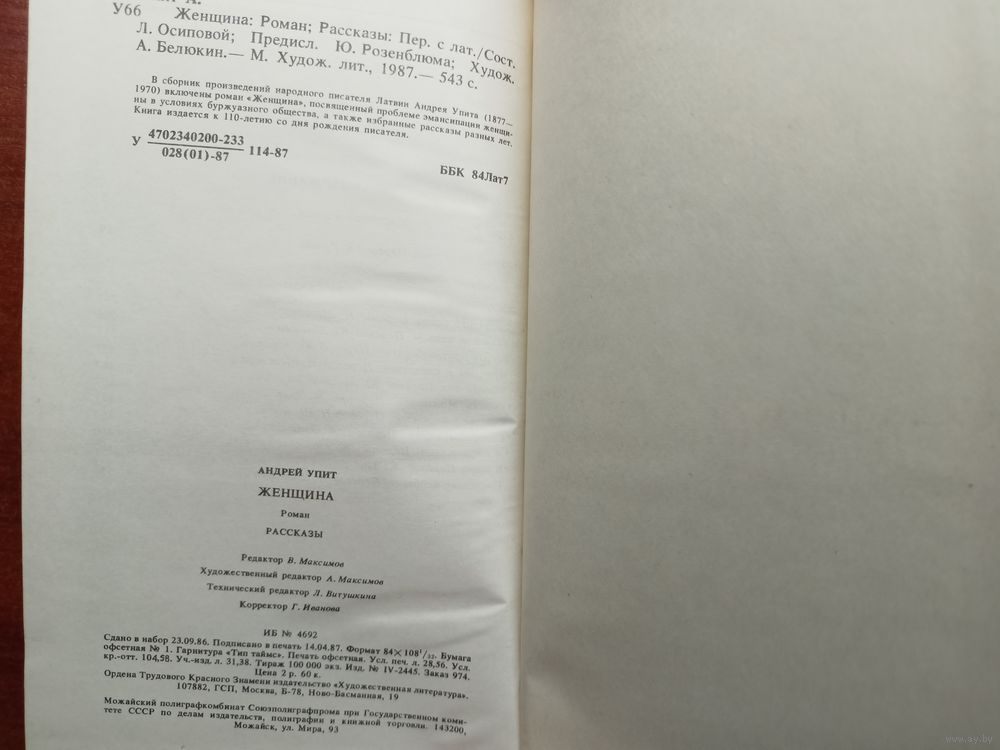 А.
У66 Женщина: Роман; Рассказы: Пер. с лат./Сост.
Л. Осиповой; Предисл. Ю. Розенблюма; Худож.
А. Белюкин.— М. Худож. лит., 1987.— 543 с.
В сборник произведений народного писателя Латвии Андрея Упита (1877—
1970) включены роман «Женщина», посвященный проблеме эмансипации женщи-
ны в условиях буржуазного общества, а также избранные рассказы разных лет.
Книга издается к 110-летию со дня рождения писателя.
У 4702340200-233
028(01)-87 114-87
ББК 84Лат7
АНДРЕЙ УПИТ
ЖЕНЩИНА
Роман
РАССКАЗЫ
Редактор В. Максимов
Художественный редактор А. Максимов
Технический редактор Л. Витушкина
Корректор Г. Иванова
ИБ № 4692
Сдано в набор 23.09.86. Подписано в печать 14.04.87. Формат 84×108¹/₃₂. Бумага
офсетная № 1. Гарнитура «Тип таймс». Печать офсетная. Усл. печ. л. 28,56. Усл.
кр.-отт. 104,58. Уч.-изд. л. 31,38. Тираж 100 000 экз. Изд. № IV-2445. Заказ 974.
Цена 2 р. 60 к.
Ордена Трудового Красного Знамени издательство «Художественная литература».
107882, ГСП, Москва, Б-78, Ново-Басманная, 19
Можайский полиграфкомбинат Союзполиграфпрома при Государственном коми-
тете СССР по делам издательств, полиграфии и книжной торговли. 143200,
Можайск, ул. Мира, 93
www.ay.by